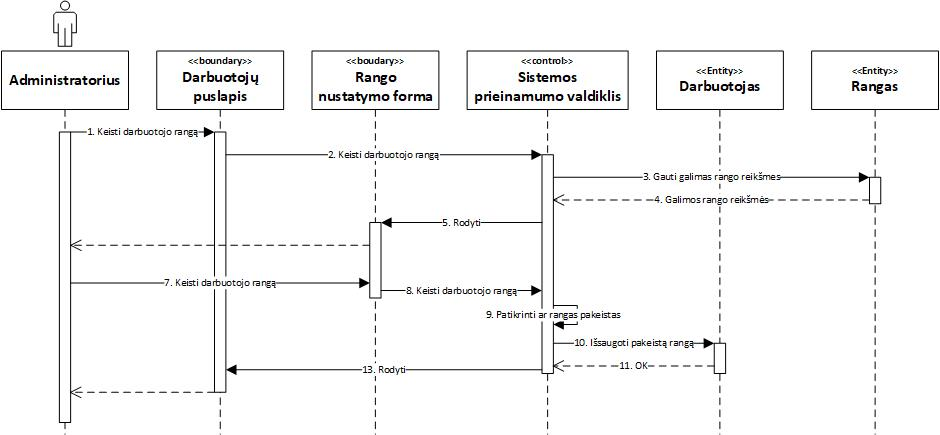 Administratorius
<<boundary>>
Darbuotojų
puslapis
<<boudary>>
Rango
nustatymo forma
<<control>>
Sistemos
prieinamumo valdiklis
<<Entity>>
Darbuotojas
<<Entity>>
Rangas
1. Keisti darbuotojo rangą
2. Keisti darbuotojo rangą
3. Gauti galimas rango reikšmes
4. Galimos rango reikšmės
5. Rodyti
7. Keisti darbuotojo rangą
8. Keisti darbuotojo rangą
9. Patikrinti ar rangas pakeistas
10. Išsaugoti pakeistą rangą
11. OK
13. Rodyti